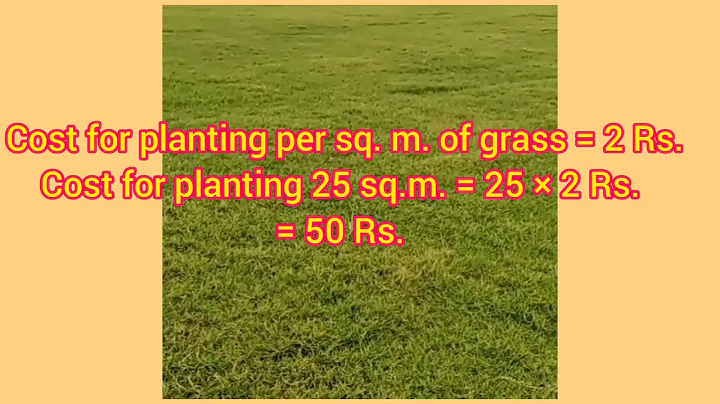 Cost for planting per sq. m. of grass = 2 Rs.
Cost for planting 25 sq.m. = 25 × 2 Rs.
= 50 Rs.